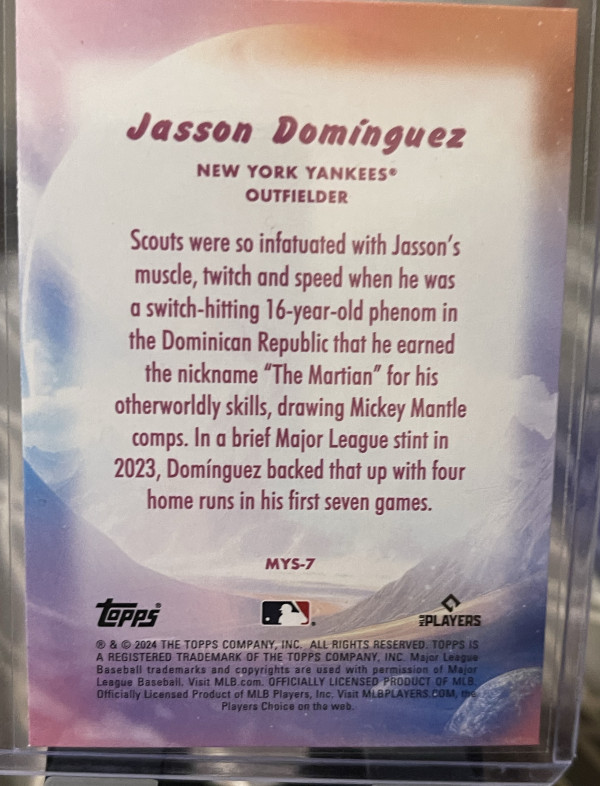 Jasson Domínguez
NEW YORK YANKEES®
OUTFIELDER
Scouts were so infatuated with Jasson's
muscle, twitch and speed when he was
a switch-hitting 16-year-old phenom in
the Dominican Republic that he earned
the nickname "The Martian" for his
otherworldly skills, drawing Mickey Mantle
comps. In a brief Major League stint in
2023, Domínguez backed that up with four
home runs in his first seven games.
MYS-7
topps®
®
MLB PLAYERS
® & © 2024 THE TOPPS COMPANY, INC. ALL RIGHTS RESERVED. TOPPS IS
A REGISTERED TRADEMARK OF THE TOPPS COMPANY, INC. Major League
Baseball trademarks and copyrights are used with permission of Major
League Baseball. Visit MLB.com. OFFICIALLY LICENSED PRODUCT OF MLB
Officially Licensed Product of MLB Players, Inc. Visit MLBPLAYERS.COM, the
Players Choice on the web.